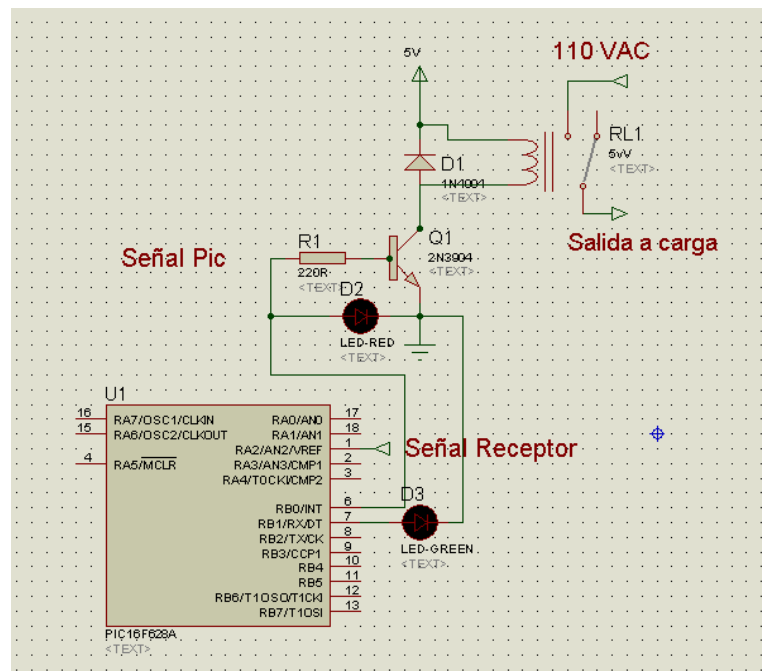 5V
110 VAC
RL1
5vV
<TEXT>
D1
1N4004
<TEXT>
Salida a carga
Señal Pic
R1
220R
<TEXT>
Q1
2N3904
<TEXT>
D2
LED-RED
<TEXT>
U1
16 RA7/OSC1/CLKIN RA0/AN0 17
15 RA6/OSC2/CLKOUT RA1/AN1 18
RA2/AN2/VREF 1
4 RA5/MCLR RA3/AN3/CMP1 2
RA4/T0CKI/CMP2 3
Señal Receptor
RB0/INT 6
RB1/RX/DT 7
RB2/TX/CK 8
RB3/CCP1 9
RB4 10
RB5 11
RB6/T1OSO/T1CKI 12
RB7/T1OSI 13
D3
LED-GREEN
<TEXT>
PIC16F628A
<TEXT>